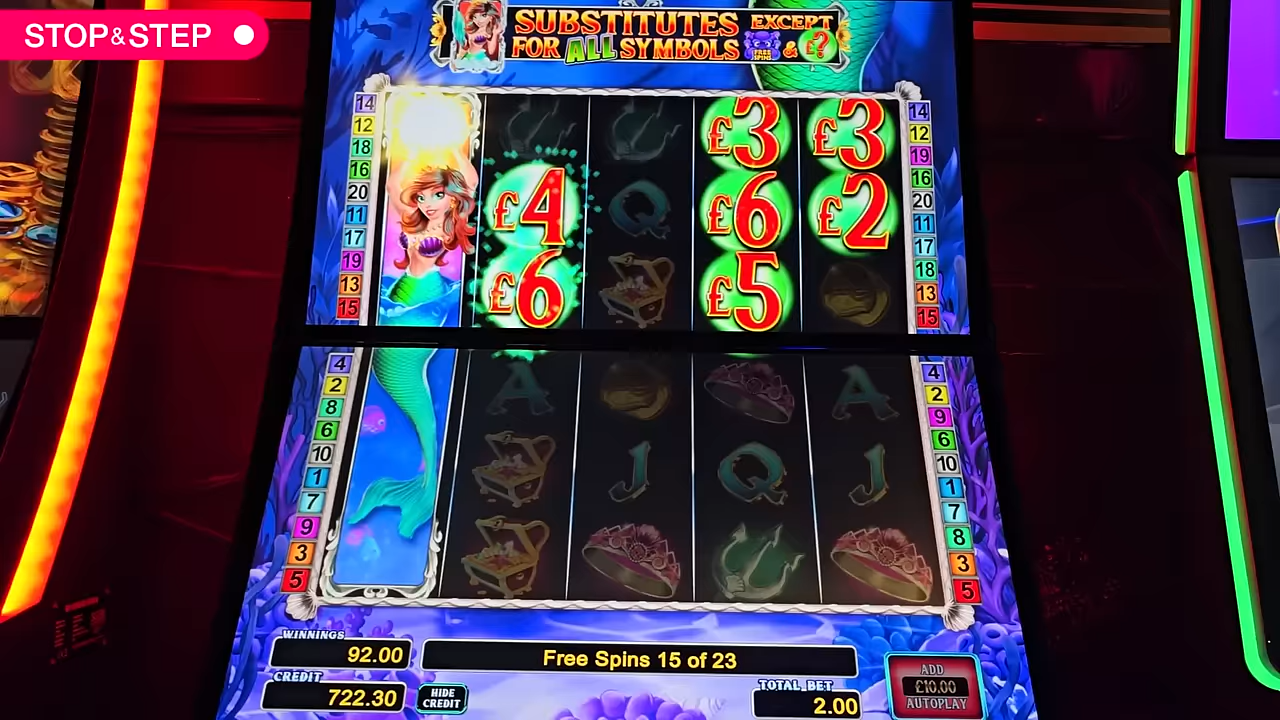 STOP&STEP
SUBSTITUTES EXCEPT
FOR ALL SYMBOLS FREE SPINS & £?
14 £3 £3 14
12 12
18 19
16 £4 Q £6 £2 16
20 20
11 11
17 17
19 £6 £5 18
13 13
15 15
4 A A 4
2 2
8 9
6 6
10 J Q J 10
1 1
7 7
9 8
3 3
5 5
WINNINGS
92.00
Free Spins 15 of 23
CREDIT
722.30
HIDE
CREDIT
TOTAL BET
2.00
ADD
£10.00
AUTOPLAY